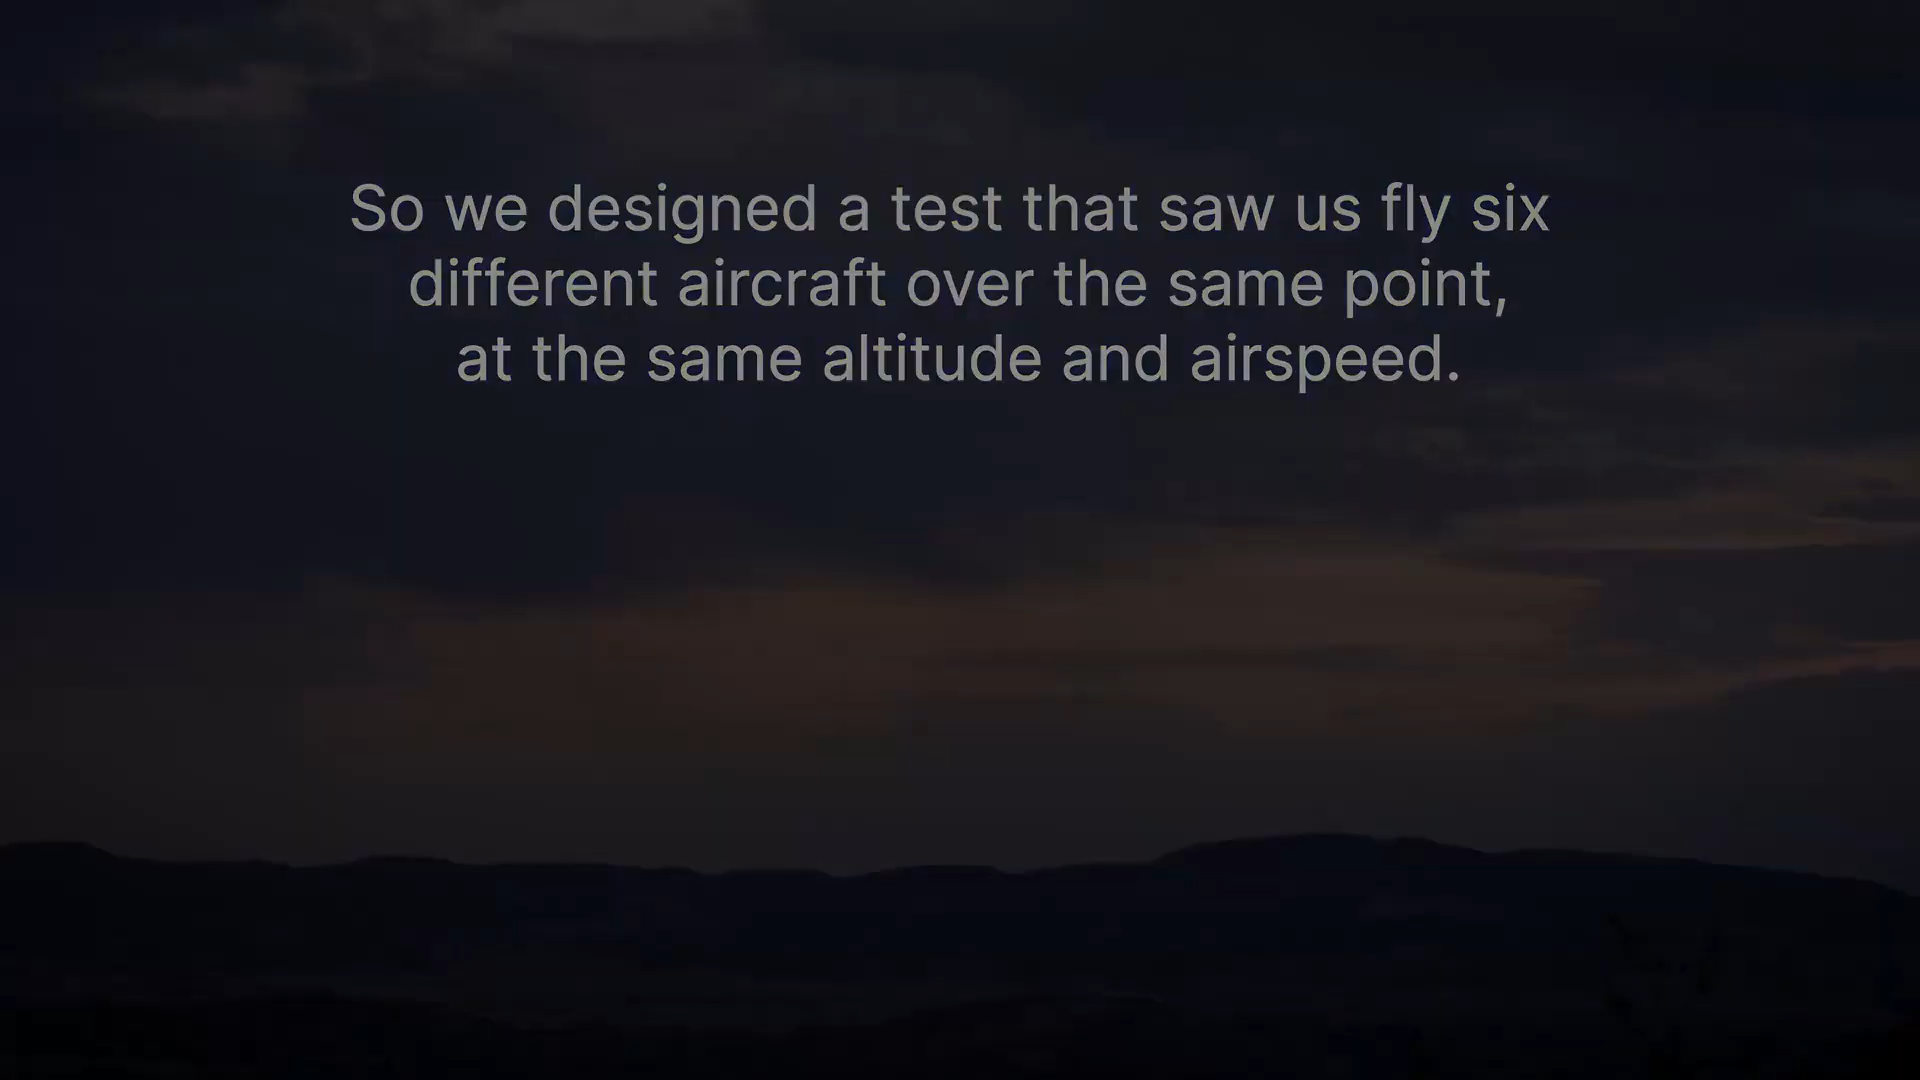 So we designed a test that saw us fly six
different aircraft over the same point,
at the same altitude and airspeed.